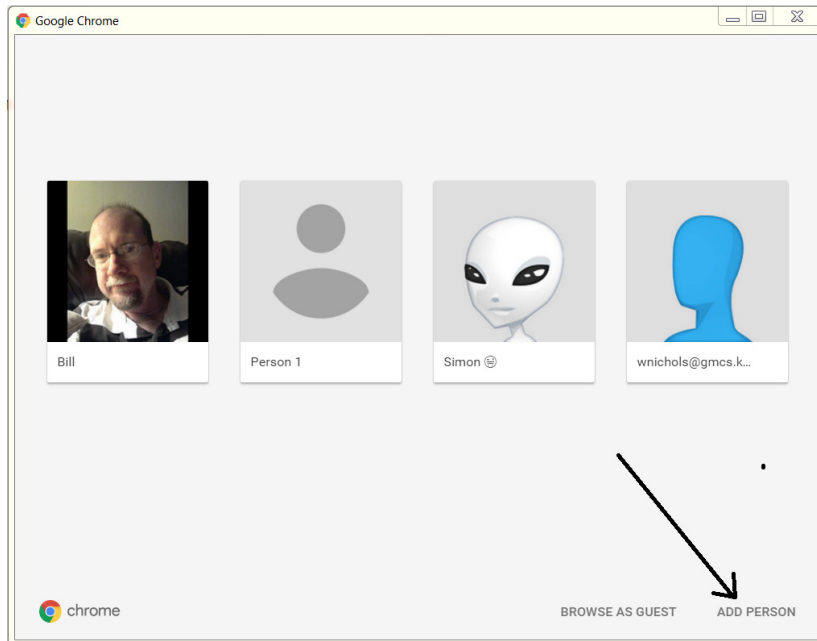 Google Chrome
Bill
Person 1
Simon 😄
wnichols@gmcs.k...
chrome
BROWSE AS GUEST
ADD PERSON